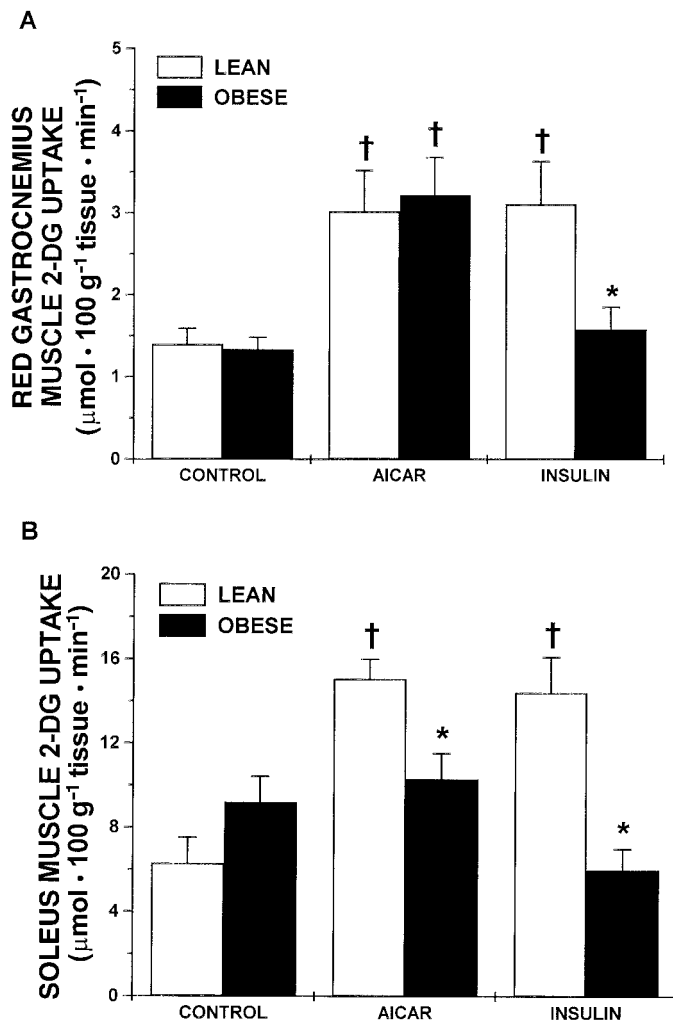 A
RED GASTROCNEMIUS
MUSCLE 2-DG UPTAKE
(μmol • 100 g⁻¹ tissue • min⁻¹)
5
4
3
2
1
0
LEAN
OBESE
†
†
†
*
CONTROL
AICAR
INSULIN
B
SOLEUS MUSCLE 2-DG UPTAKE
(μmol • 100 g⁻¹ tissue • min⁻¹)
20
16
12
8
4
0
LEAN
OBESE
†
*
†
*
CONTROL
AICAR
INSULIN